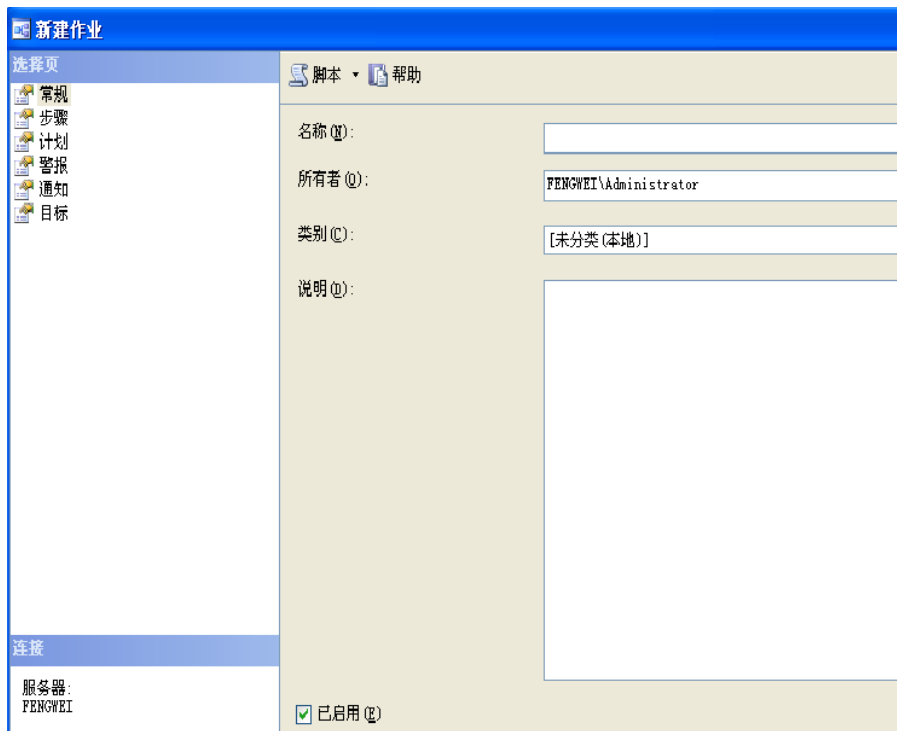 新建作业
选择页
常规
步骤
计划
警报
通知
目标
连接
服务器:
FENGWEI
脚本 帮助
名称(N):
所有者(O): FENGWEI\Administrator
类别(C): [未分类(本地)]
说明(D):
已启用(E)